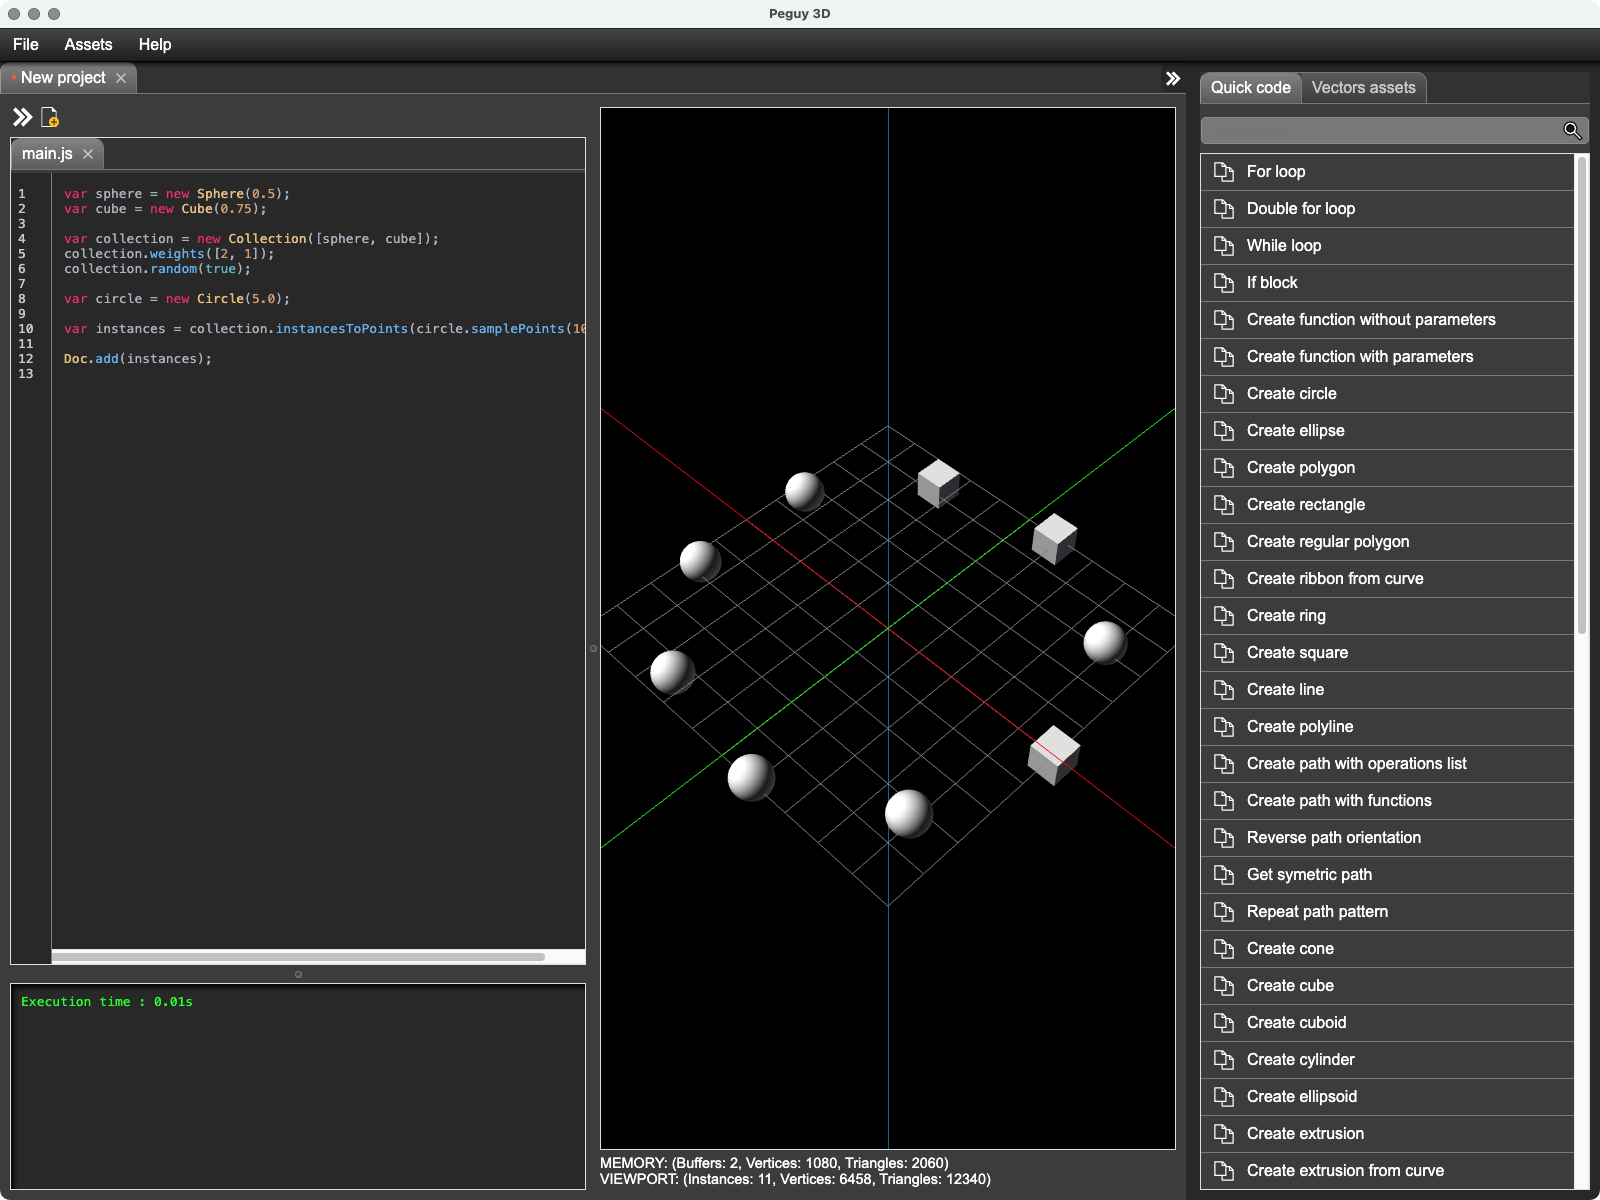 Peguy 3D
File Assets Help
New project
main.js
1 var sphere = new Sphere(0.5);
2 var cube = new Cube(0.75);
3
4 var collection = new Collection([sphere, cube]);
5 collection.weights([2, 1]);
6 collection.random(true);
7
8 var circle = new Circle(5.0);
9
10 var instances = collection.instancesToPoints(circle.samplePoints(10
11
12 Doc.add(instances);
13
Execution time : 0.01s
MEMORY: (Buffers: 2, Vertices: 1080, Triangles: 2060)
VIEWPORT: (Instances: 11, Vertices: 6458, Triangles: 12340)
Quick code Vectors assets
For loop
Double for loop
While loop
If block
Create function without parameters
Create function with parameters
Create circle
Create ellipse
Create polygon
Create rectangle
Create regular polygon
Create ribbon from curve
Create ring
Create square
Create line
Create polyline
Create path with operations list
Create path with functions
Reverse path orientation
Get symetric path
Repeat path pattern
Create cone
Create cube
Create cuboid
Create cylinder
Create ellipsoid
Create extrusion
Create extrusion from curve